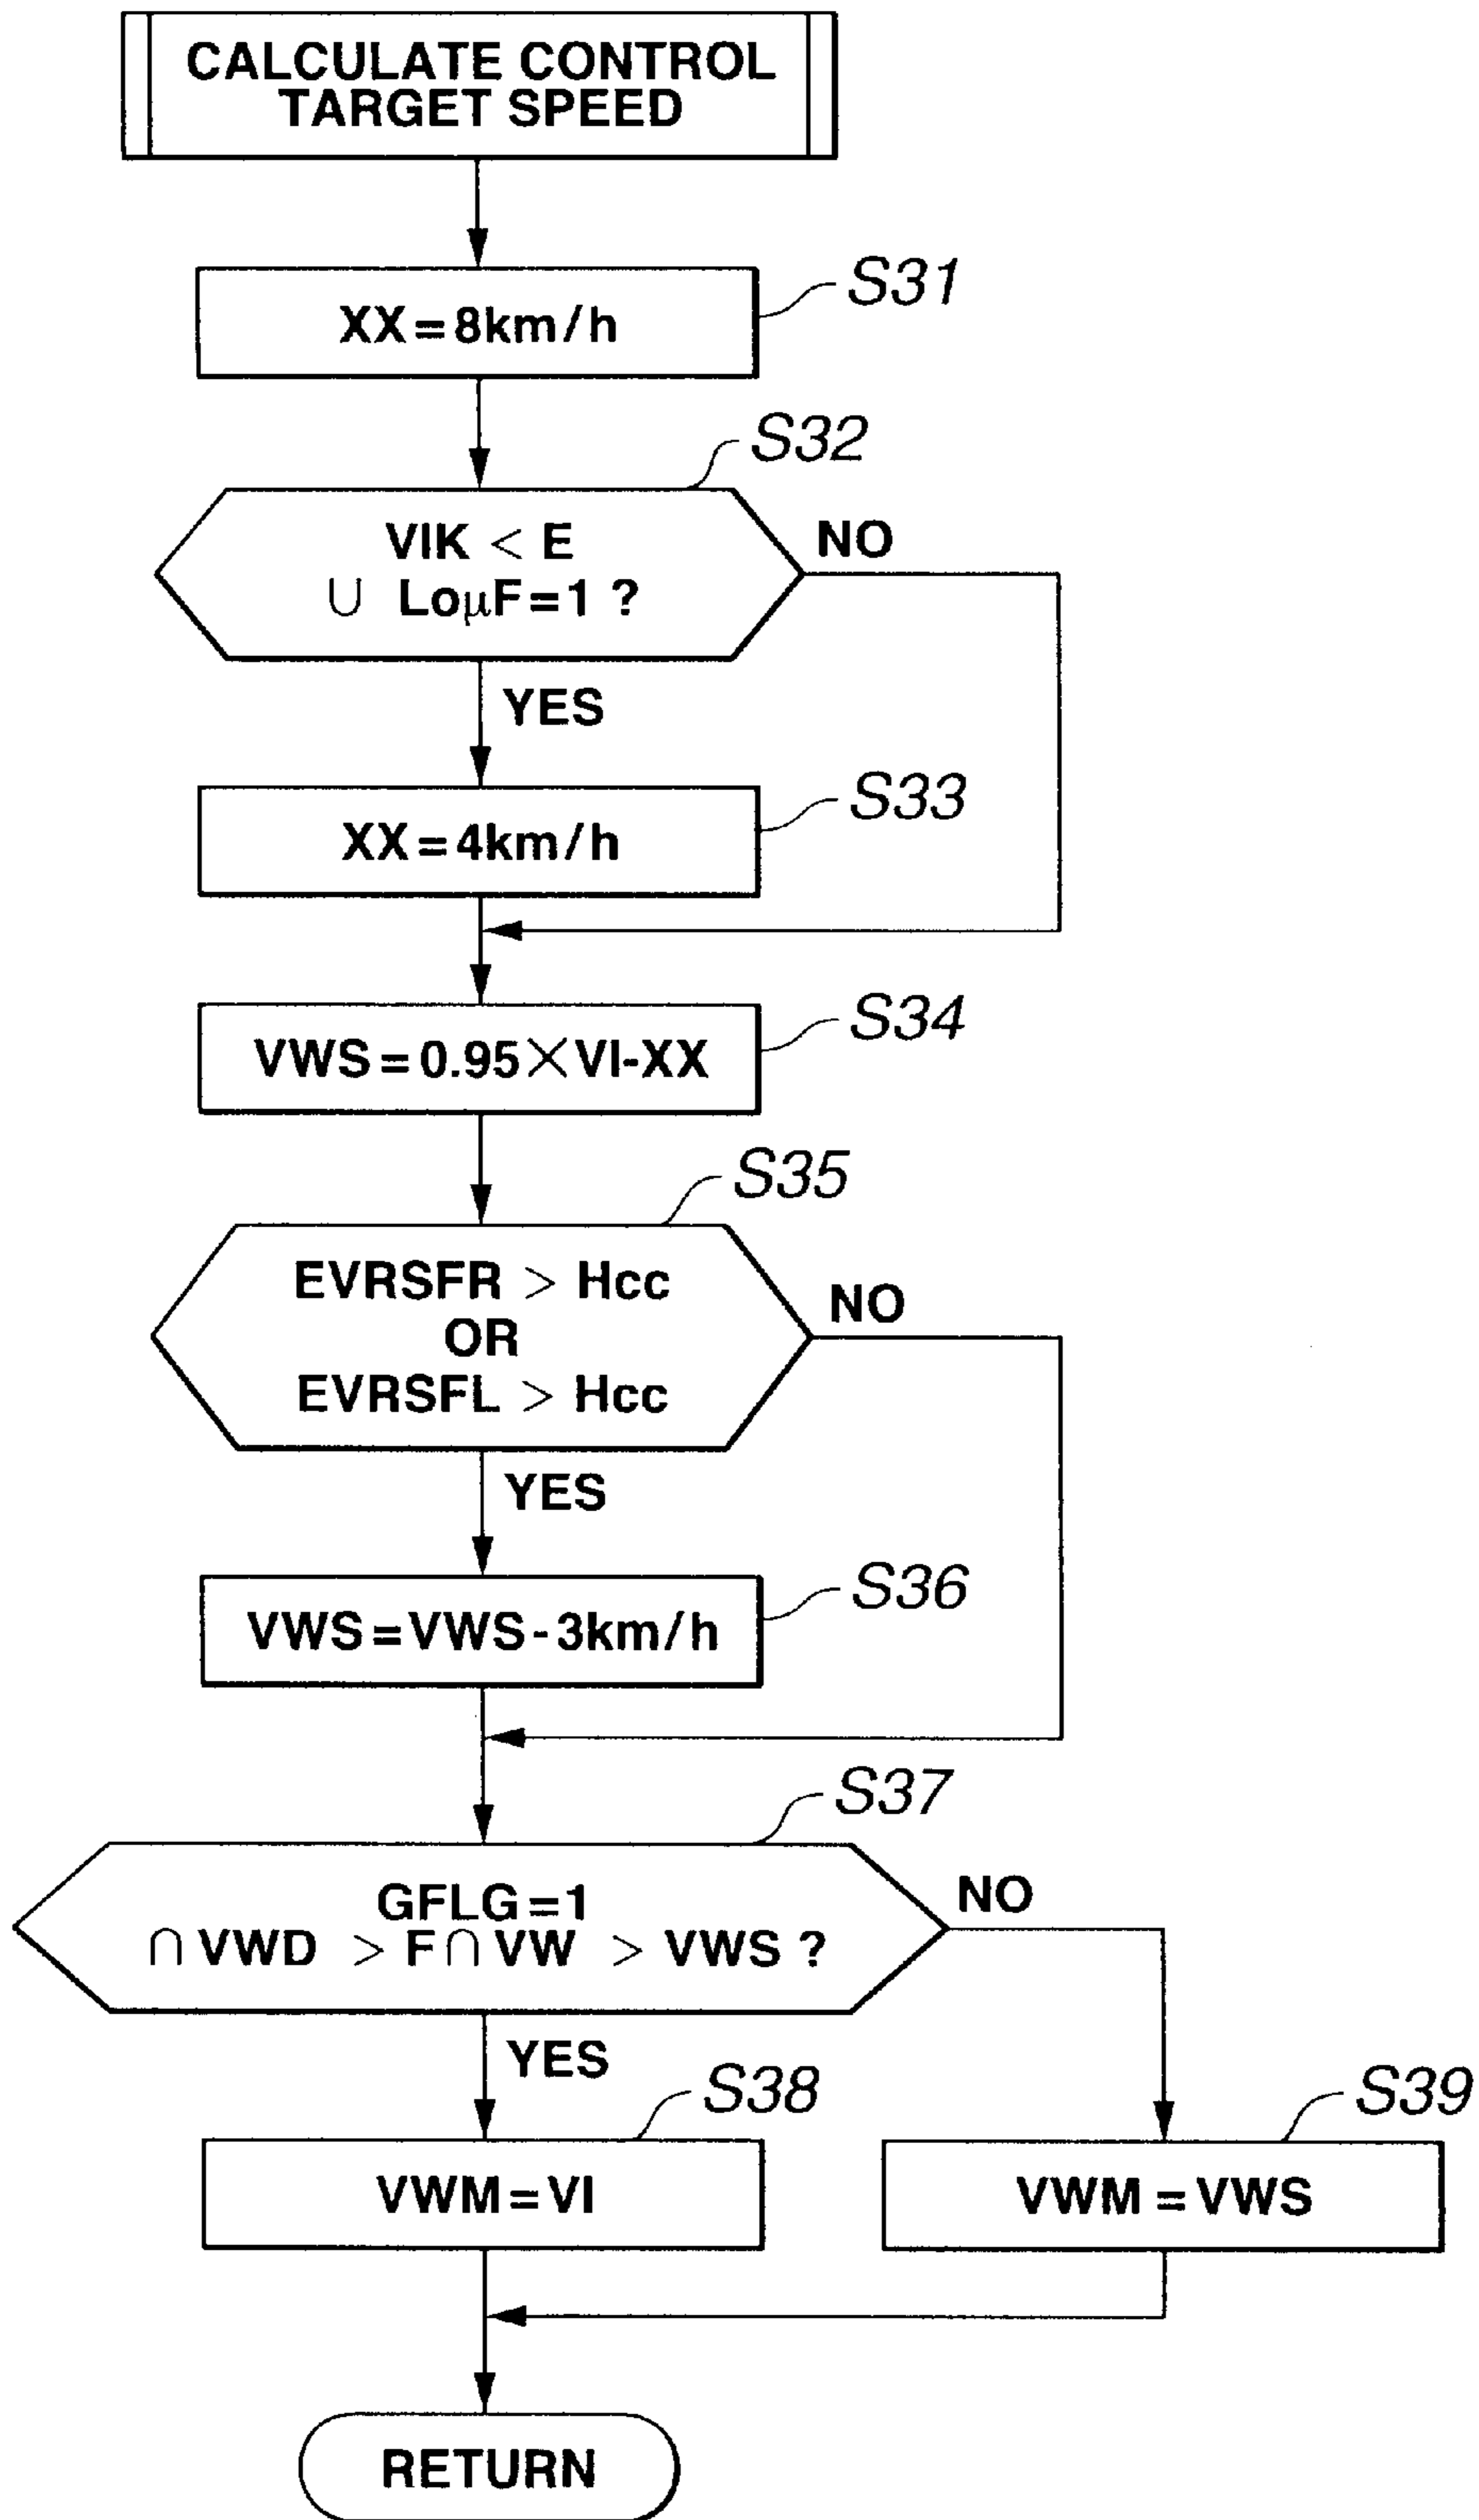 CALCULATE CONTROL
TARGET SPEED
S31
XX=8km/h
S32
VIK < E
∪ LoμF=1 ?
NO
YES
S33
XX=4km/h
S34
VWS=0.95×VI-XX
S35
EVRSFR > Hcc
OR
EVRSFL > Hcc
NO
YES
S36
VWS=VWS-3km/h
S37
GFLG=1
∩ VWD > F∩ VW > VWS ?
NO
YES
S38
VWM=VI
S39
VWM=VWS
RETURN